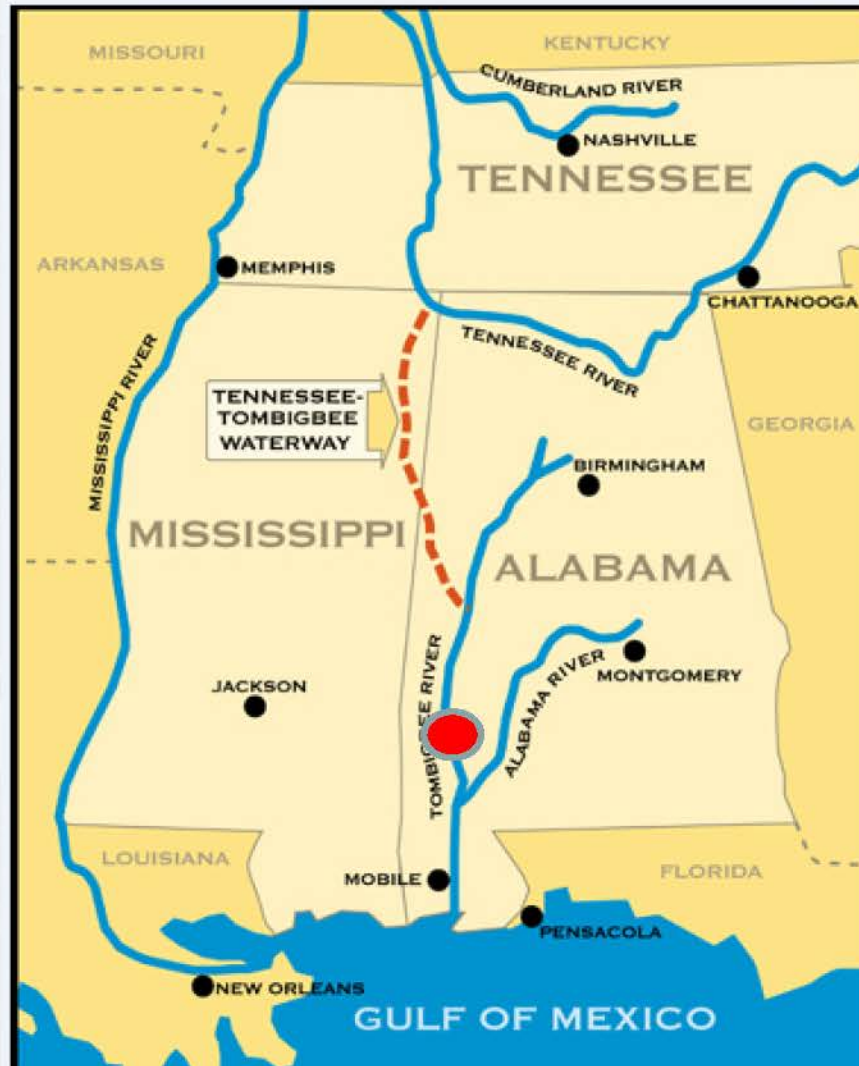 MISSOURI
KENTUCKY
CUMBERLAND RIVER
NASHVILLE
TENNESSEE
ARKANSAS
MEMPHIS
CHATTANOOGA
TENNESSEE RIVER
MISSISSIPPI RIVER
TENNESSEE-
TOMBIGBEE
WATERWAY
GEORGIA
BIRMINGHAM
MISSISSIPPI
ALABAMA
MONTGOMERY
JACKSON
TOMBIGBEE RIVER
ALABAMA RIVER
LOUISIANA
FLORIDA
MOBILE
PENSACOLA
NEW ORLEANS
GULF OF MEXICO